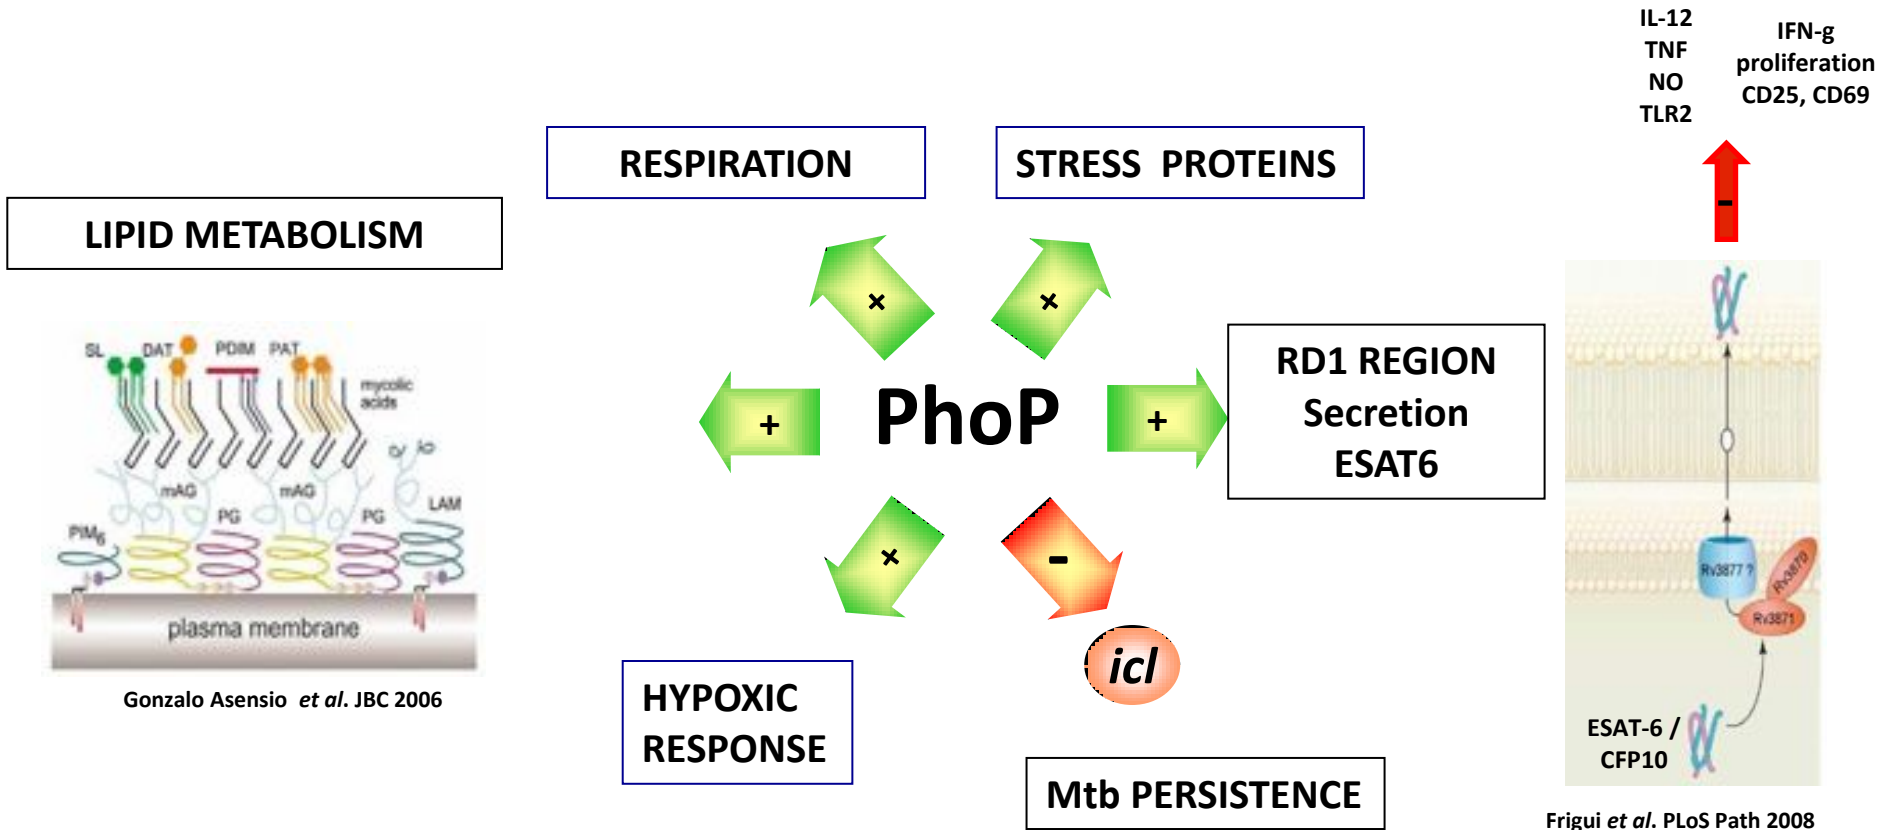 IL-12
TNF
NO
TLR2
IFN-g
proliferation
CD25, CD69
RESPIRATION
STRESS PROTEINS
LIPID METABOLISM
-
+
+
SL DAT PDIM PAT
mycolic
acids
mAG mAG
PG PG LAM
PIM6
plasma membrane
Gonzalo Asensio et al. JBC 2006
+
PhoP
+
RD1 REGION
Secretion
ESAT6
+
-
icl
HYPOXIC
RESPONSE
Mtb PERSISTENCE
Rv3877 ?
Rv3870
Rv3871
ESAT-6 /
CFP10
Frigui et al. PLoS Path 2008